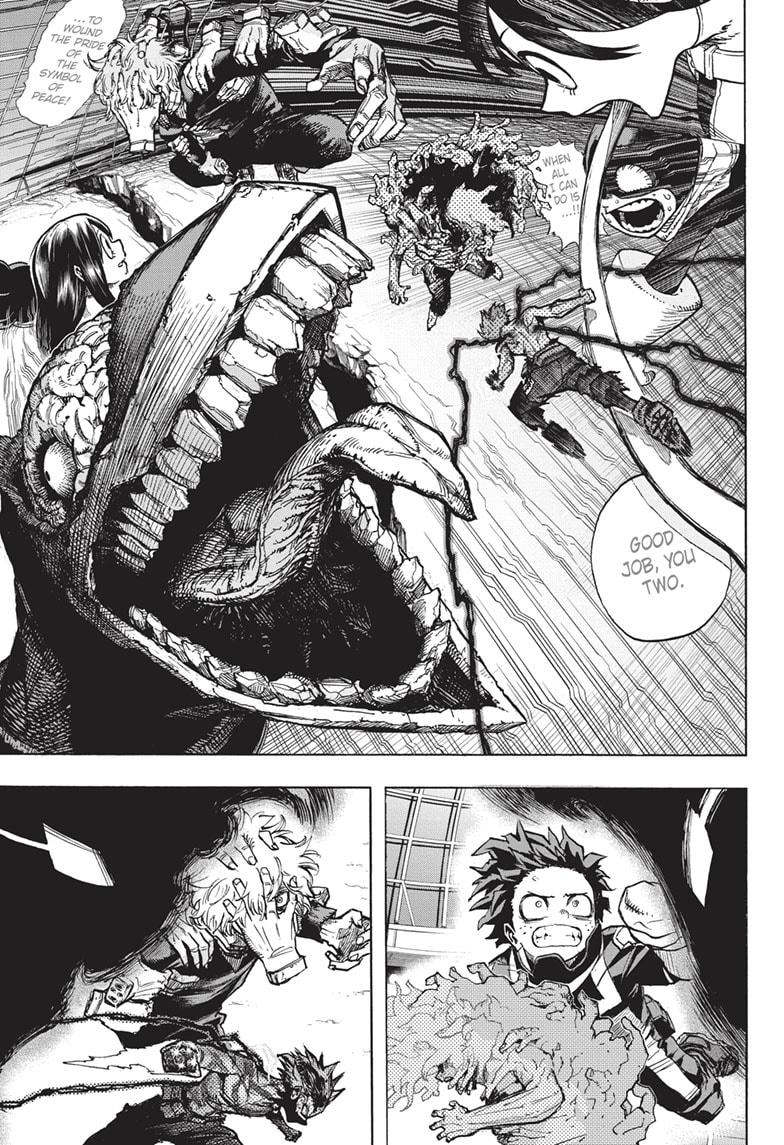 WHEN
ALL
I CAN
DO IS
...!!
...TO
WOUND
THE PRIDE
OF
THE
SYMBOL
OF
PEACE!
GOOD
JOB, YOU
TWO.